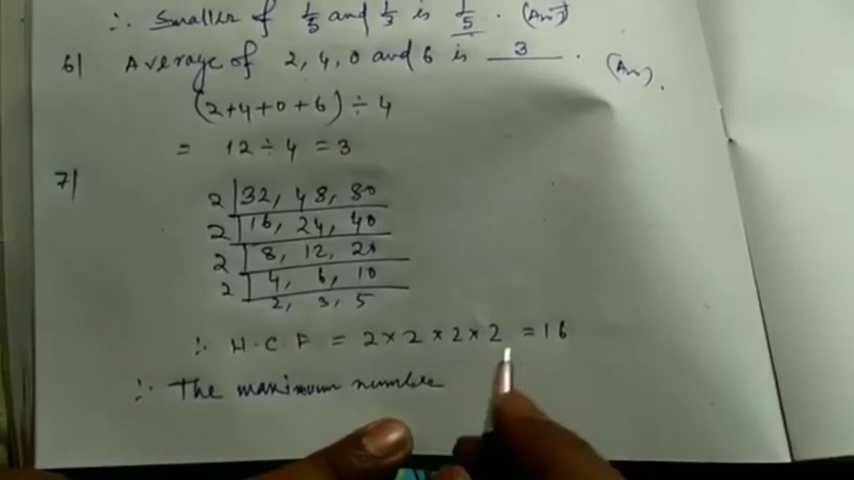 ∴ Smaller of 1/5 and 1/3 is 1/5. (Ans)
6| Average of 2, 4, 0 and 6 is 3. (An).
(2+4+0+6) ÷ 4
= 12 ÷ 4 = 3
7|
2 | 32, 48, 80
2 | 16, 24, 40
2 | 8, 12, 20
2 | 4, 6, 10
2, 3, 5
∴ H.C.F = 2 × 2 × 2 × 2 = 16
∴ The maximum number